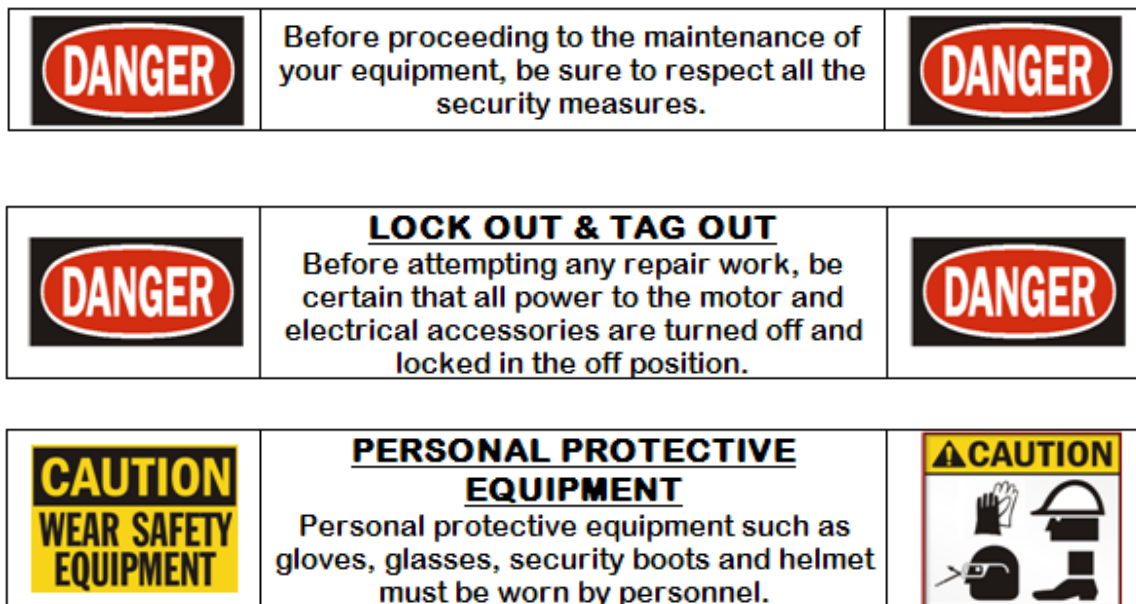 DANGER
Before proceeding to the maintenance of
your equipment, be sure to respect all the
security measures.
DANGER
DANGER
LOCK OUT & TAG OUT
Before attempting any repair work, be
certain that all power to the motor and
electrical accessories are turned off and
locked in the off position.
DANGER
CAUTION
WEAR SAFETY
EQUIPMENT
PERSONAL PROTECTIVE
EQUIPMENT
Personal protective equipment such as
gloves, glasses, security boots and helmet
must be worn by personnel.
CAUTION